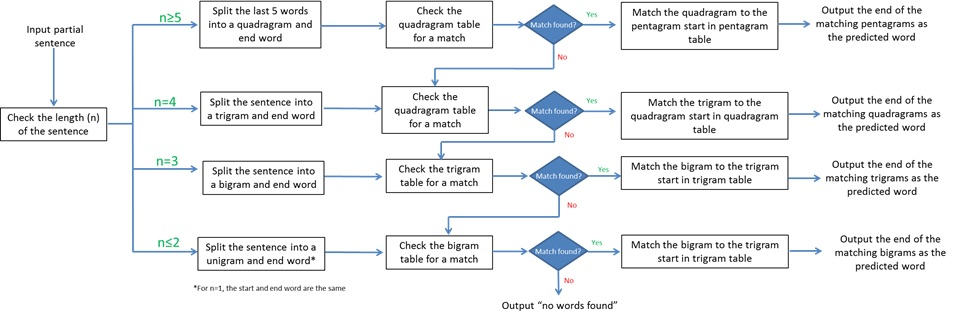 Input partial
sentence
Check the length (n)
of the sentence
n≥5
Split the last 5 words
into a quadragram and
end word
Check the
quadragram table
for a match
Match found?
Yes
No
Match the quadragram to the
pentagram start in pentagram
table
Output the end of the
matching pentagrams as
the predicted word
n=4
Split the sentence into
a trigram and end word
Check the
quadragram table
for a match
Match found?
Yes
No
Match the trigram to the
quadragram start in quadragram
table
Output the end of the
matching quadragrams as
the predicted word
n=3
Split the sentence into
a bigram and end word
Check the trigram
table for a match
Match found?
Yes
No
Match the bigram to the trigram
start in trigram table
Output the end of the
matching trigrams as the
predicted word
n≤2
Split the sentence into a
unigram and end word*
Check the bigram
table for a match
Match found?
Yes
No
Match the bigram to the trigram
start in trigram table
Output the end of the
matching bigrams as the
predicted word
*For n=1, the start and end word are the same
Output “no words found”